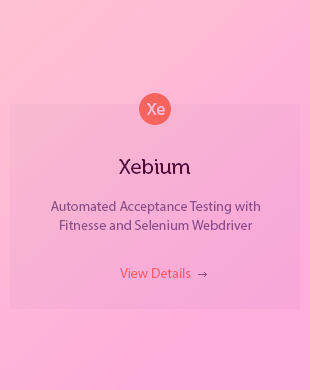 Xe
Xebium
Automated Acceptance Testing with
Fitnesse and Selenium Webdriver
View Details →